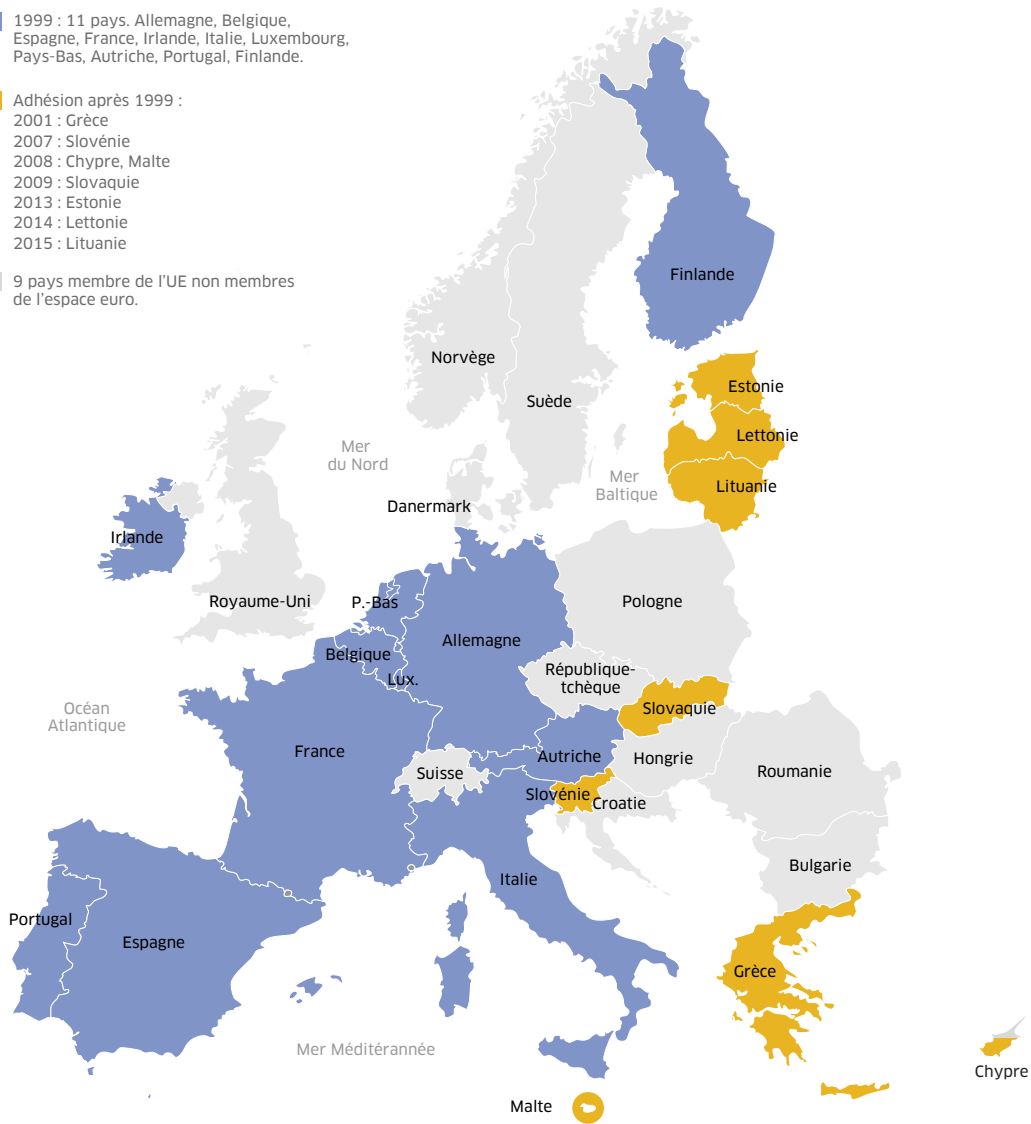 1999 : 11 pays. Allemagne, Belgique,
Espagne, France, Irlande, Italie, Luxembourg,
Pays-Bas, Autriche, Portugal, Finlande.
Adhésion après 1999 :
2001 : Grèce
2007 : Slovénie
2008 : Chypre, Malte
2009 : Slovaquie
2013 : Estonie
2014 : Lettonie
2015 : Lituanie
9 pays membre de l’UE non membres
de l’espace euro.
Finlande
Norvège
Suède
Estonie
Lettonie
Lituanie
Mer
du Nord
Mer
Baltique
Danermark
Irlande
Royaume-Uni
P.-Bas
Pologne
Allemagne
Belgique
Lux.
République-
tchèque
Slovaquie
Océan
Atlantique
France
Autriche
Hongrie
Suisse
Roumanie
Slovénie
Croatie
Bulgarie
Italie
Portugal
Espagne
Grèce
Mer Méditérannée
Chypre
Malte